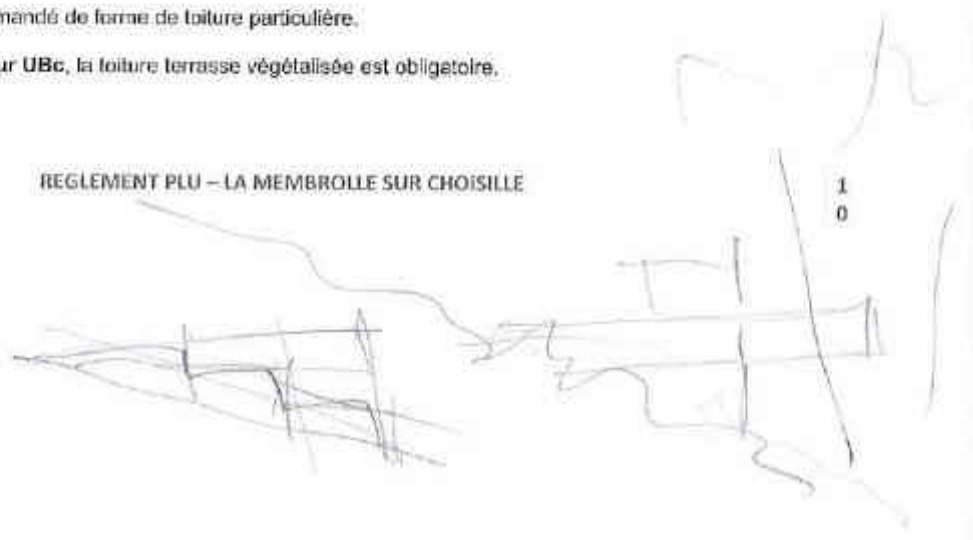 mandé de forme de toiture particulière.
ur UBc, la toiture terrasse végétalisée est obligatoire.
REGLEMENT PLU – LA MEMBROLLE SUR CHOISILLE
1
0